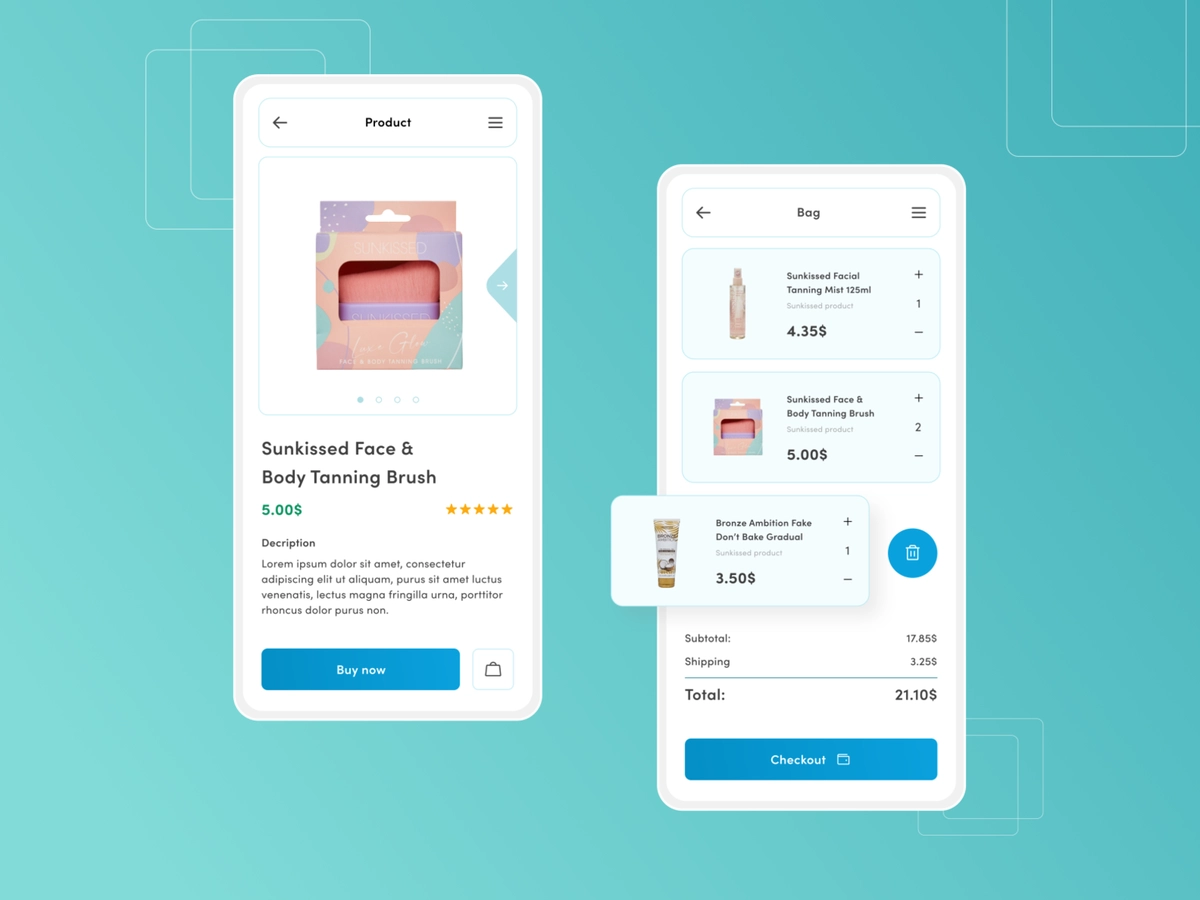 Product
SUNKISSED
SUNKISSED
FACE & BODY TANNING BRUSH
Sunkissed Face &
Body Tanning Brush
5.00$
Decription
Lorem ipsum dolor sit amet, consectetur
adipiscing elit ut aliquam, purus sit amet luctus
venenatis, lectus magna fringilla urna, porttitor
rhoncus dolor purus non.
Buy now
Bag
Sunkissed Facial
Tanning Mist 125ml
Sunkissed product
4.35$
1
Sunkissed Face &
Body Tanning Brush
Sunkissed product
5.00$
2
Bronze Ambition Fake
Don't Bake Gradual
Sunkissed product
3.50$
1
Subtotal: 17.85$
Shipping 3.25$
Total: 21.10$
Checkout